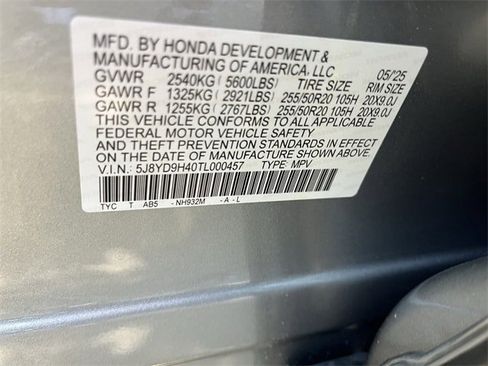 MFD. BY HONDA DEVELOPMENT &
MANUFACTURING OF AMERICA, LLC 05/25
GVWR 2540KG ( 5600LBS) TIRE SIZE RIM SIZE
GAWR F 1325KG ( 2921LBS) 255/50R20 105H 20X9.0J
GAWR R 1255KG ( 2767LBS) 255/50R20 105H 20X9.0J
THIS VEHICLE CONFORMS TO ALL APPLICABLE
FEDERAL MOTOR VEHICLE SAFETY
AND THEFT PREVENTION STANDARDS IN EFFECT
ON THE DATE OF MANUFACTURE SHOWN ABOVE.
V.I.N.: 5J8YD9H40TL000457 TYPE: MPV
TYC T AB5 - NH932M - A - L